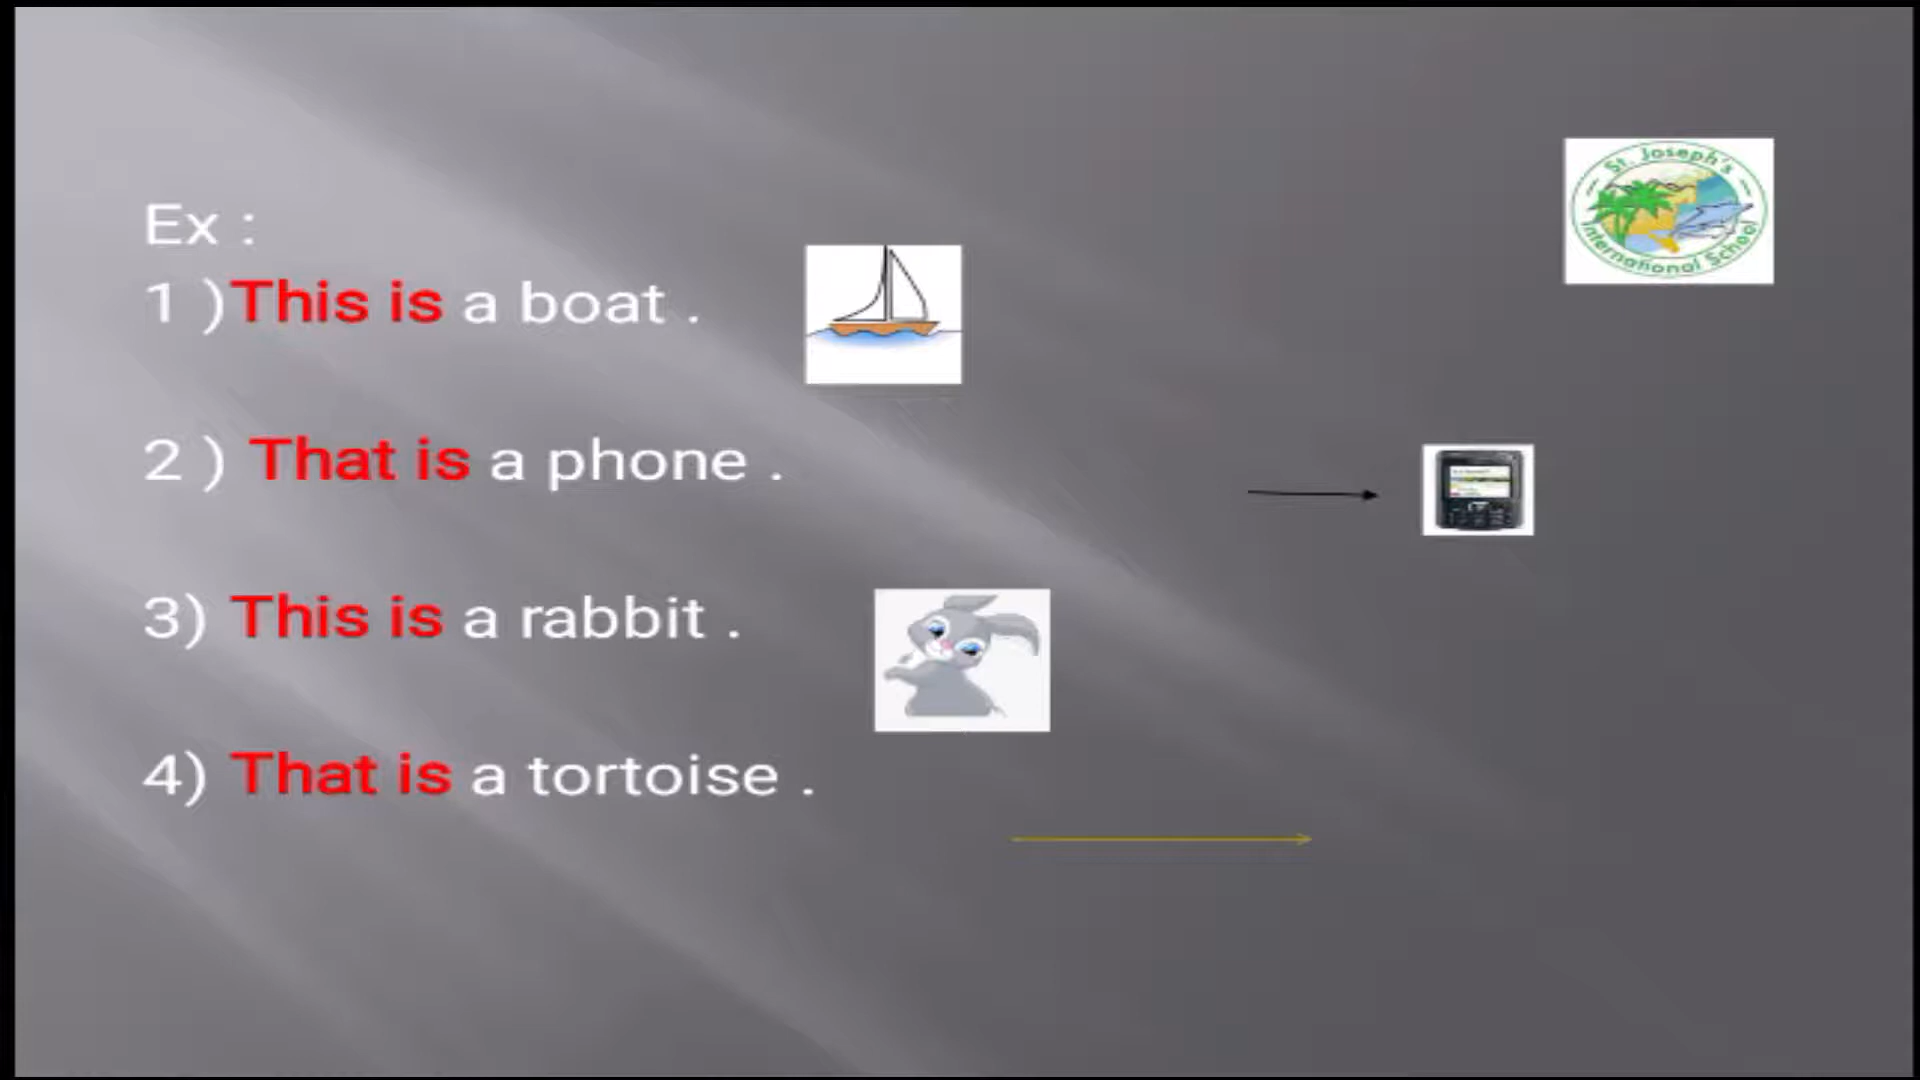 St. Joseph's
International School
Ex :
1 )This is a boat .
2 ) That is a phone .
3) This is a rabbit .
4) That is a tortoise .